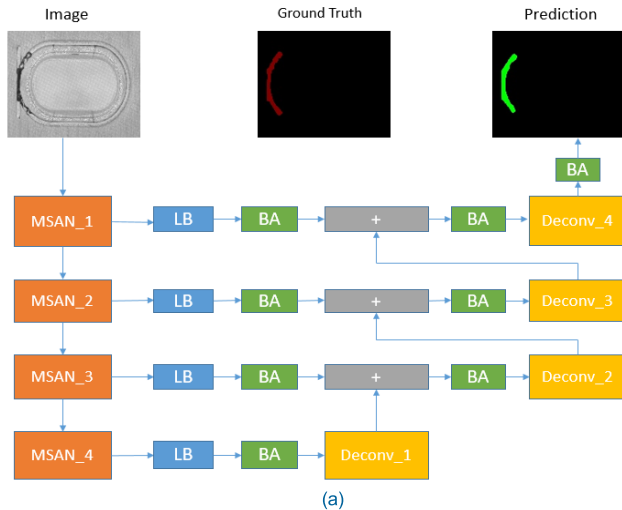 Image Ground Truth Prediction
BA
MSAN_1 LB BA + BA Deconv_4
MSAN_2 LB BA + BA Deconv_3
MSAN_3 LB BA + BA Deconv_2
MSAN_4 LB BA Deconv_1
(a)